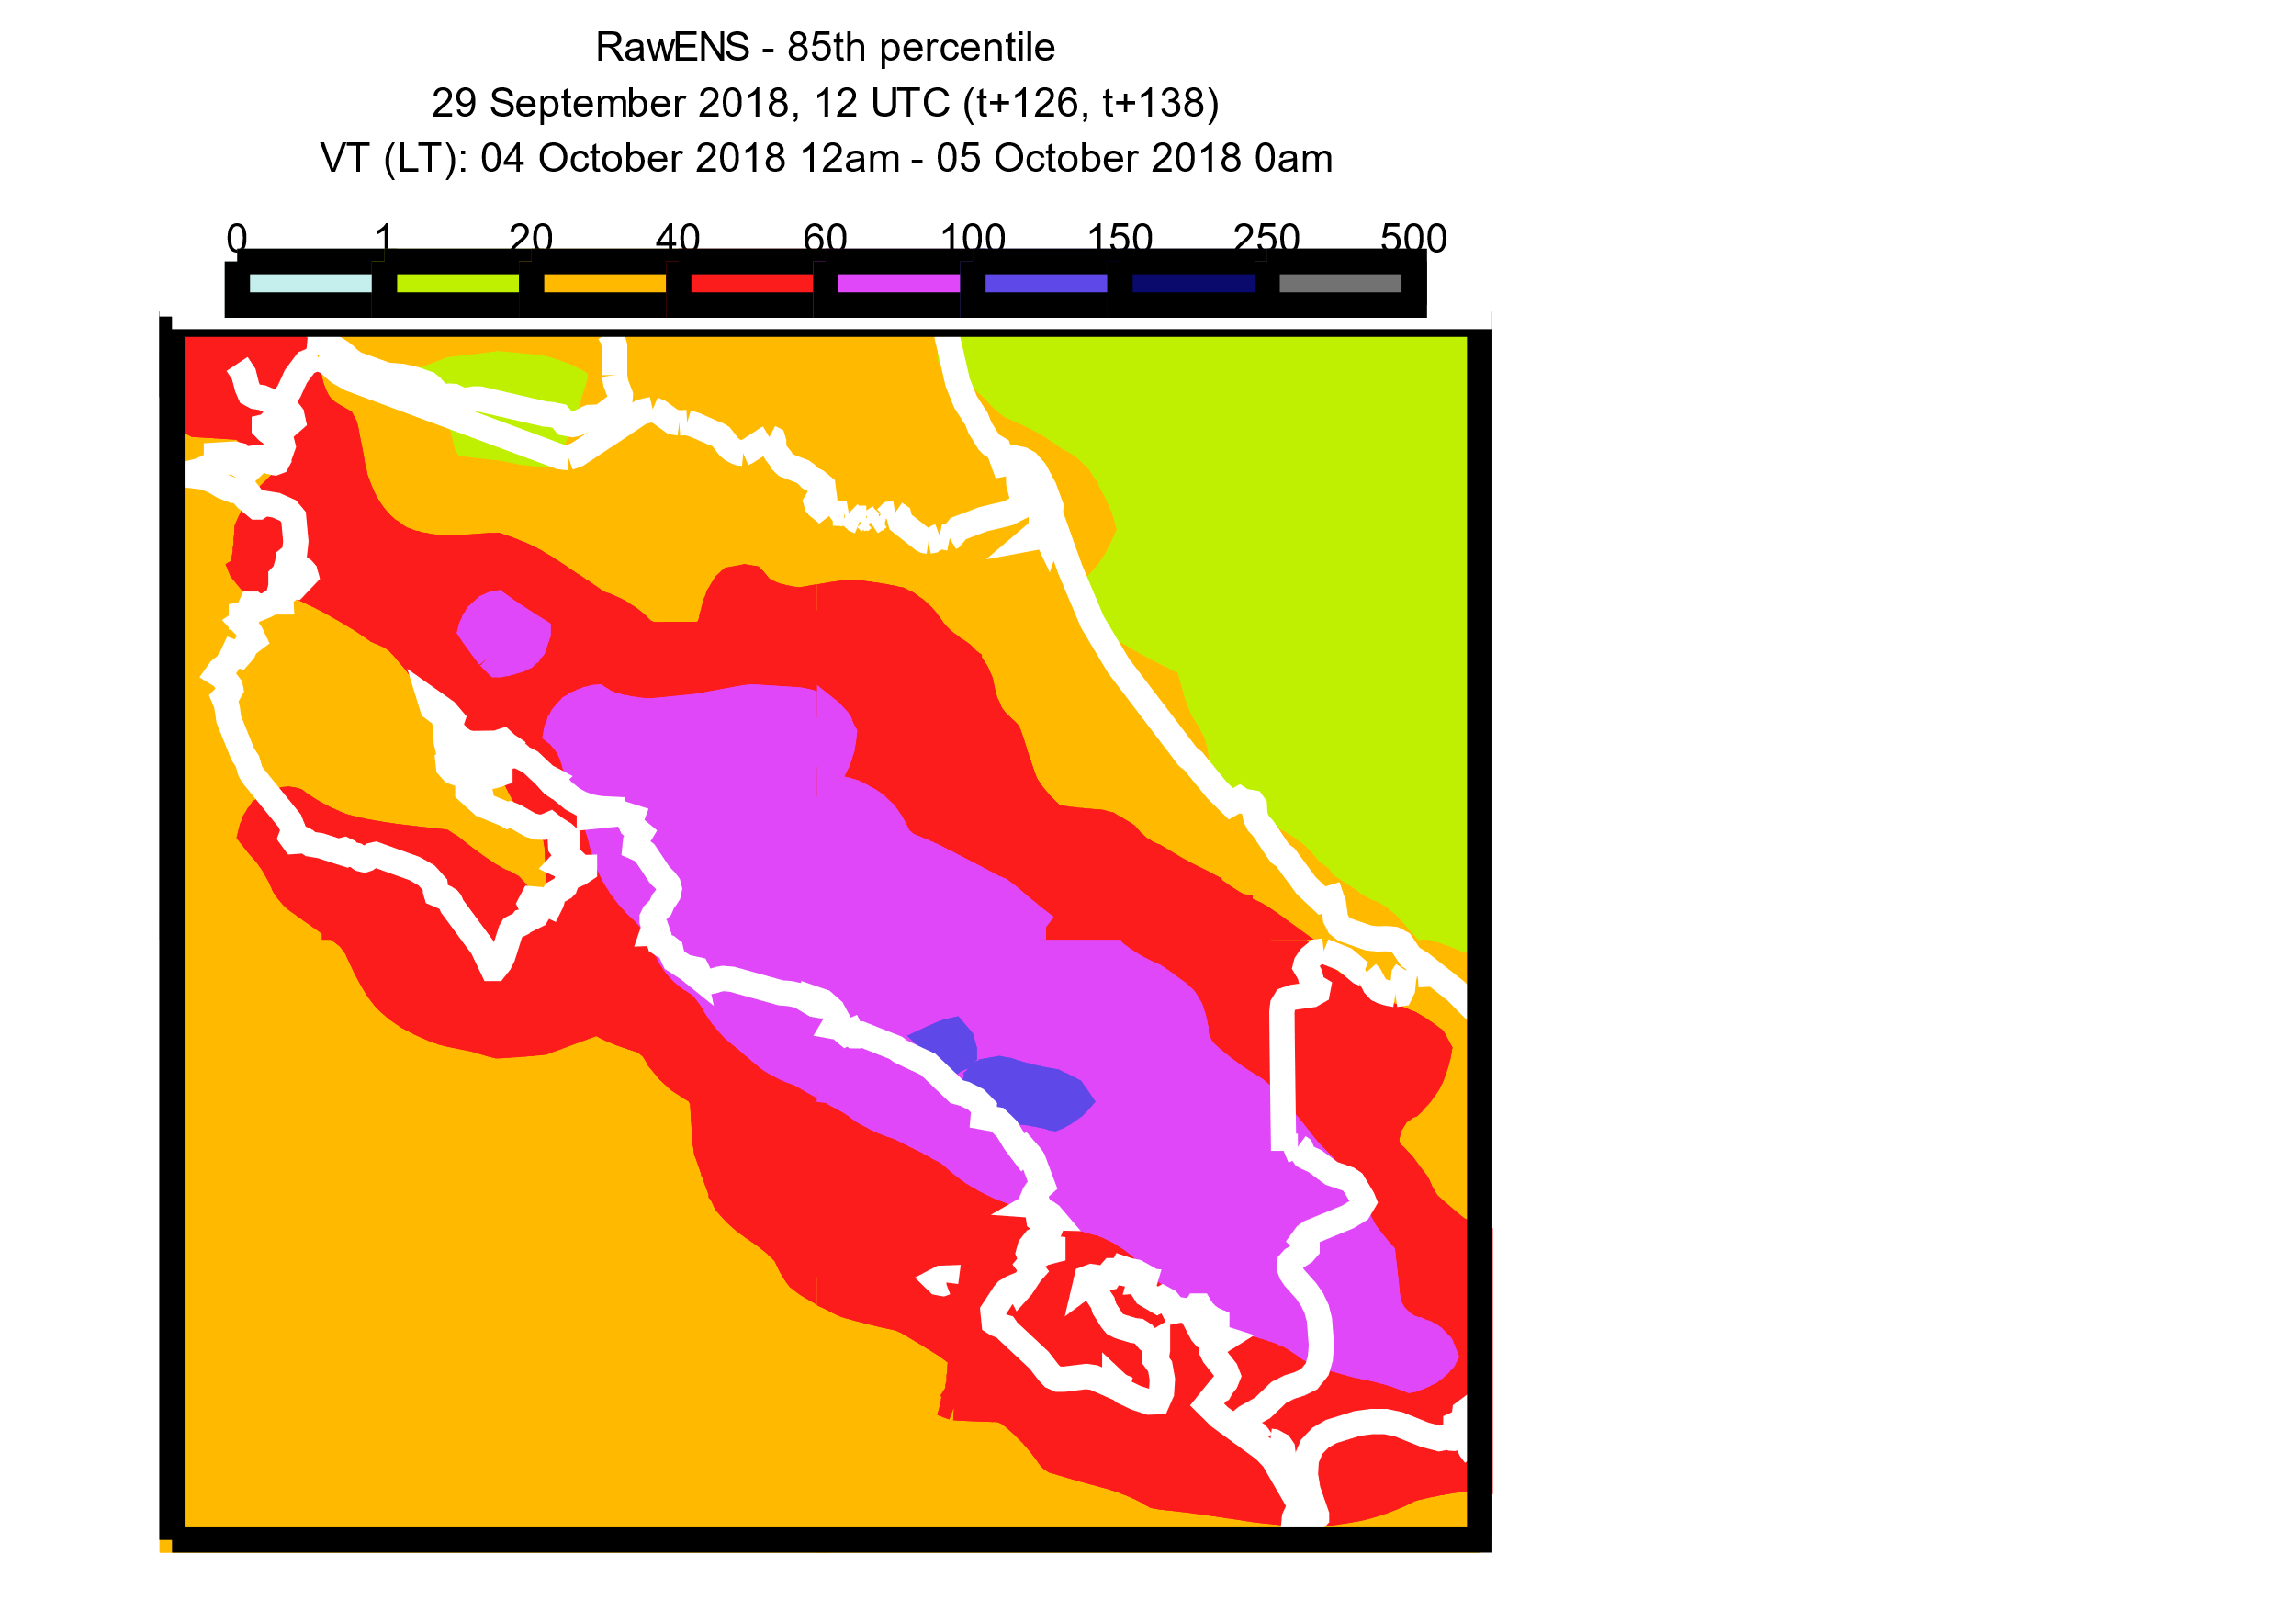 RawENS - 85th percentile
29 September 2018, 12 UTC (t+126, t+138)
VT (LT): 04 October 2018 12am - 05 October 2018 0am
0 1 20 40 60 100 150 250 500